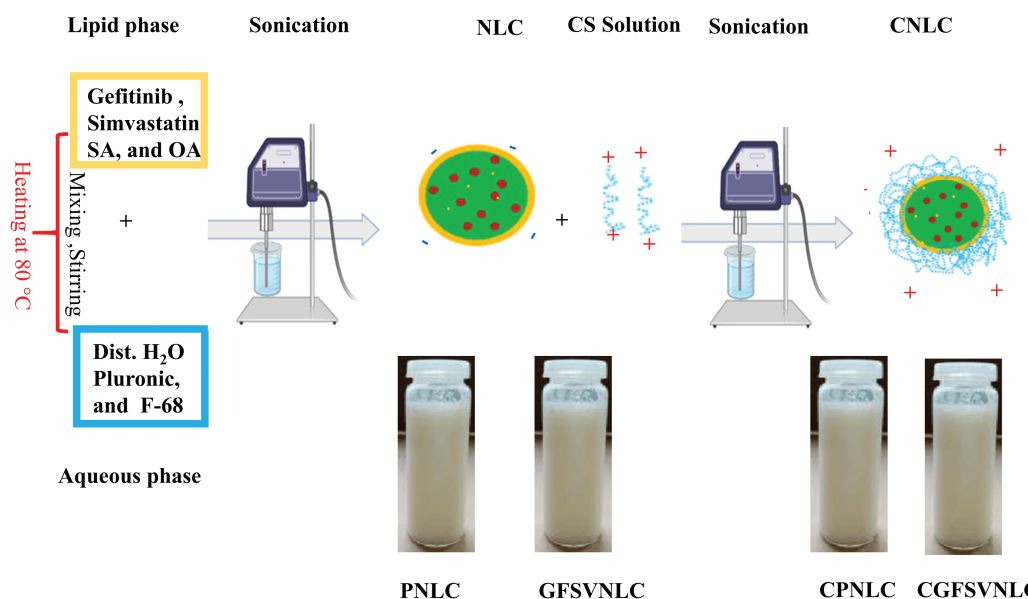 Lipid phase
Sonication
NLC
CS Solution
Sonication
CNLC
Gefitinib ,
Simvastatin
SA, and OA
Heating at 80 °C
Mixing ,Stirring
+
+
Dist. H₂O
Pluronic,
and F-68
Aqueous phase
PNLC
GFSVNLC
CPNLC
CGFSVNLC